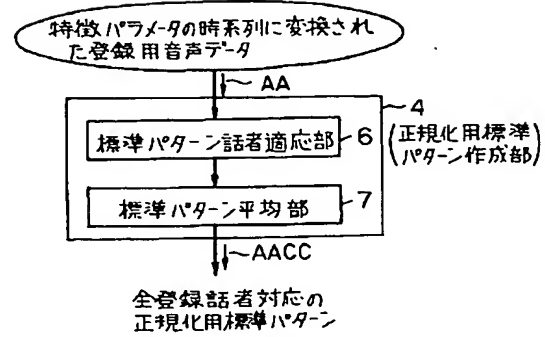 特徴パラメータの時系列に変換され
た登録用音声データ
AA
4
標準パターン話者適応部
6
(正規化用標準
パターン作成部)
標準パターン平均部
7
AACC
全登録話者対応の
正規化用標準パターン